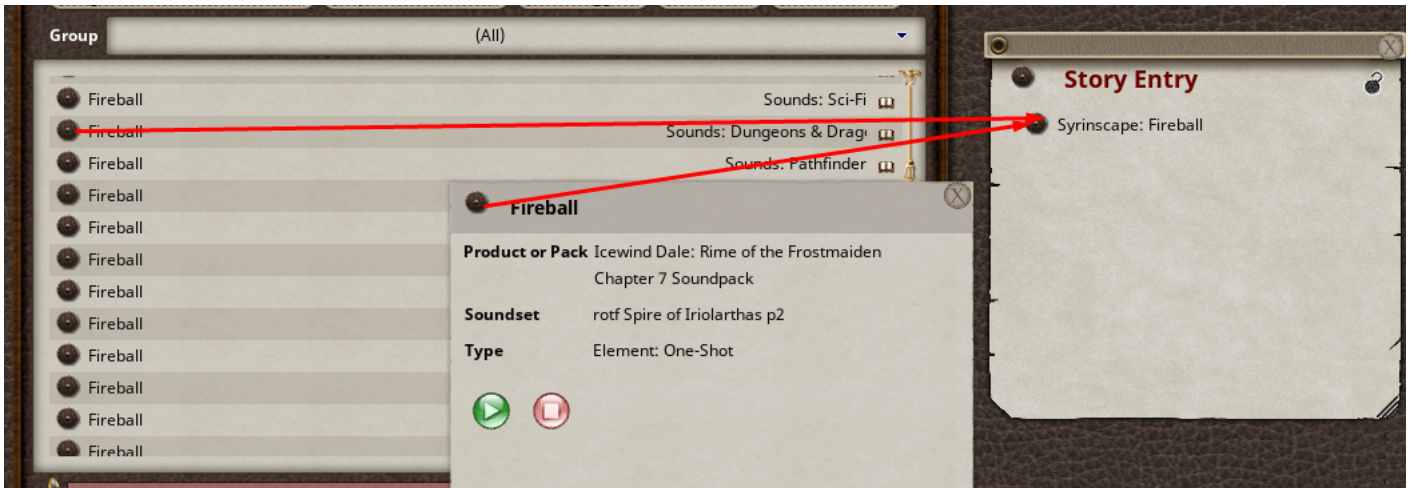 Group (All)
Fireball Sounds: Sci-Fi
Fireball Sounds: Dungeons & Drag
Fireball Sounds: Pathfinder
Fireball
Fireball
Fireball
Fireball
Fireball
Fireball
Fireball
Fireball
Fireball
Fireball
Product or Pack Icewind Dale: Rime of the Frostmaiden
Chapter 7 Soundpack
Soundset rotf Spire of Iriolarthas p2
Type Element: One-Shot
Story Entry
Syrinscape: Fireball